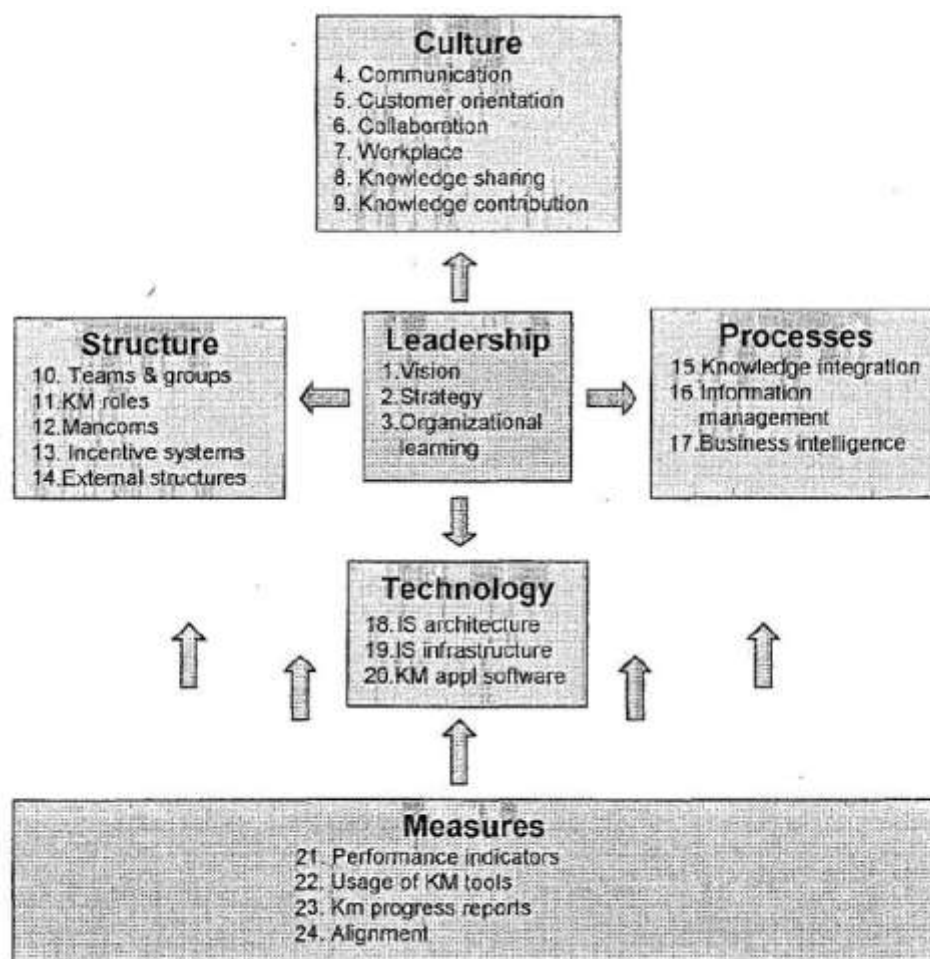 Culture
4. Communication
5. Customer orientation
6. Collaboration
7. Workplace
8. Knowledge sharing
9. Knowledge contribution
Structure
10. Teams & groups
11.KM roles
12.Mancoms
13. Incentive systems
14.External structures
Leadership
1.Vision
2.Strategy
3.Organizational
learning
Processes
15.Knowledge integration
16.Information
management
17.Business intelligence
Technology
18.IS architecture
19.IS infrastructure
20.KM appl software
Measures
21. Performance indicators
22. Usage of KM tools
23. Km progress reports
24. Alignment